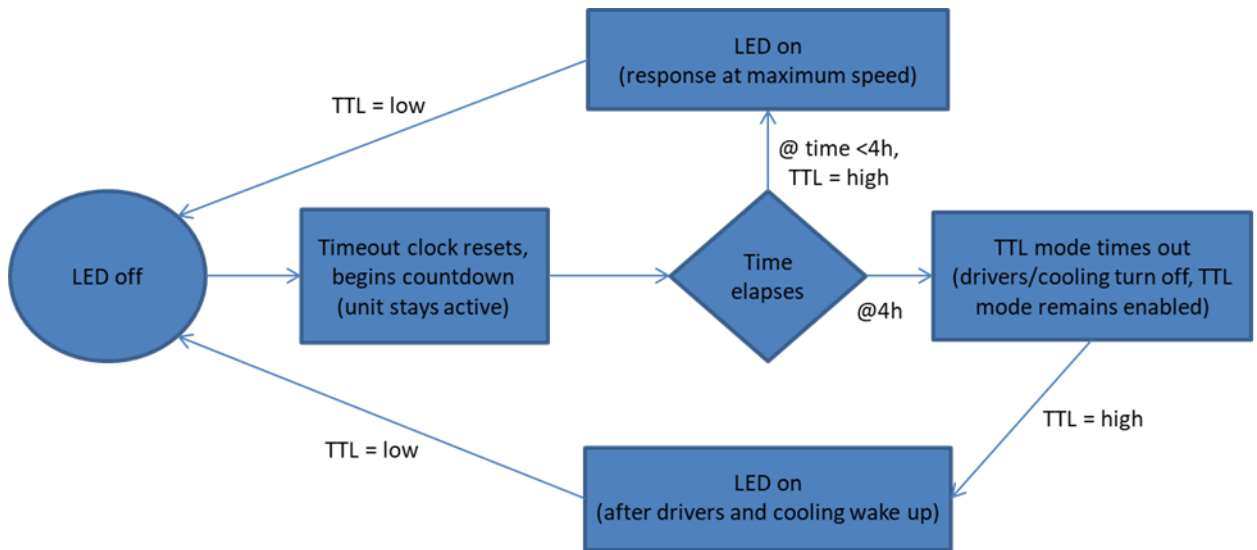 LED on
(response at maximum speed)
TTL = low
@ time <4h,
TTL = high
LED off
Timeout clock resets,
begins countdown
(unit stays active)
Time
elapses
@4h
TTL mode times out
(drivers/cooling turn off, TTL
mode remains enabled)
TTL = high
TTL = low
LED on
(after drivers and cooling wake up)